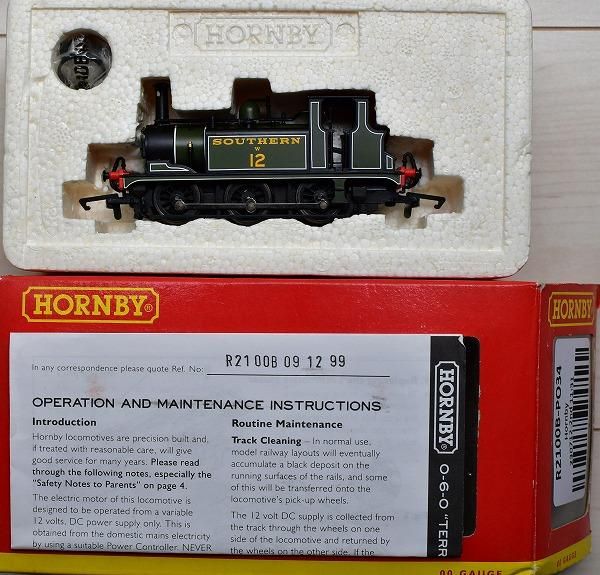 HORNBY
SOUTHERN
W
12
HORNBY®
HORNBY®
In any correspondence please quote Ref. No:
R2100B 09 12 99
OPERATION AND MAINTENANCE INSTRUCTIONS
Introduction
Hornby locomotives are precision built and,
if treated with reasonable care, will give
good service for many years. Please read
through the following notes, especially the
"Safety Notes to Parents" on page 4.
The electric motor of this locomotive is
designed to be operated from a variable
12 volts, DC power supply only. This is
obtained from the domestic mains electricity
by using a suitable Power Controller. NEVER
Routine Maintenance
Track Cleaning – In normal use,
model railway layouts will eventually
accumulate a black deposit on the
running surfaces of the rails, and some
of this will be transferred onto the
locomotive's pick-up wheels.
The 12 volt DC supply is collected
from the track through the wheels on one
side of the locomotive and returned by
the wheels on the other side. If the
HORNBY®
0-6-0 "TERR
R2100B-PO34
Hornby
00 GAUGE
00 GAUGE